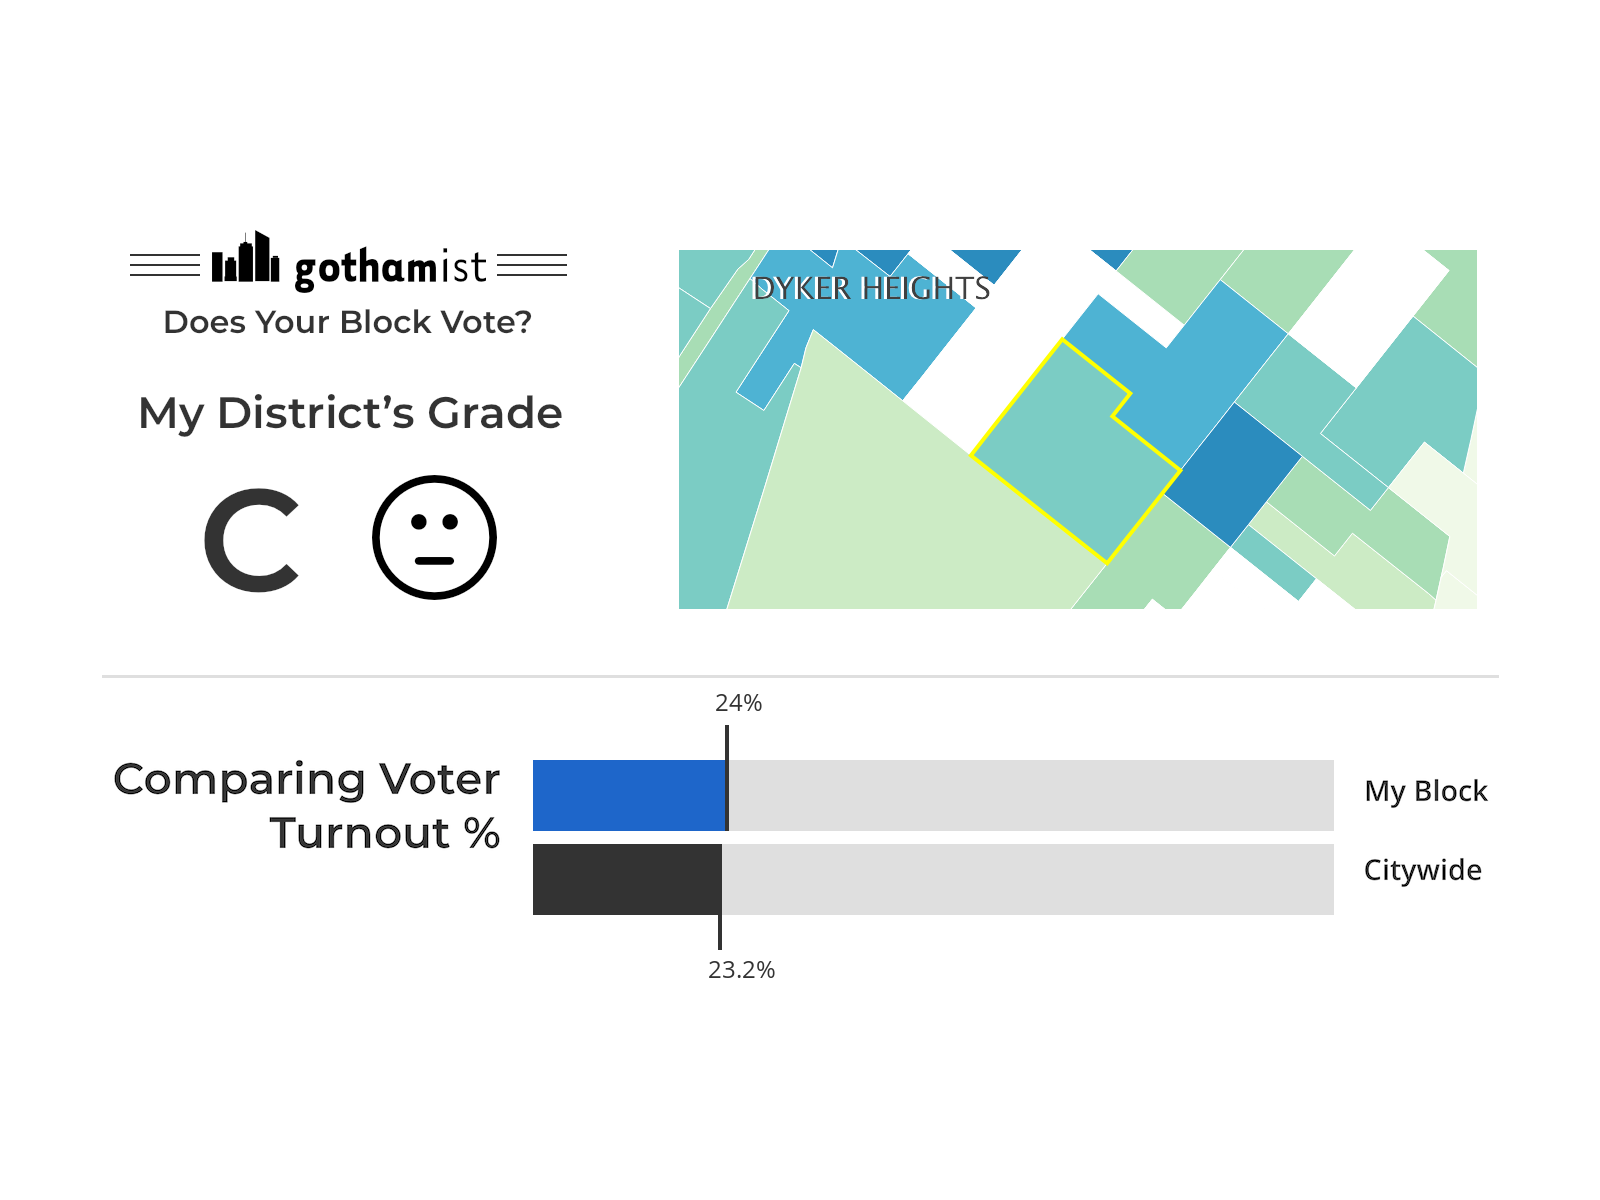 gothamist
Does Your Block Vote?
My District’s Grade
C
DYKER HEIGHTS
Comparing Voter
Turnout %
24%
My Block
Citywide
23.2%